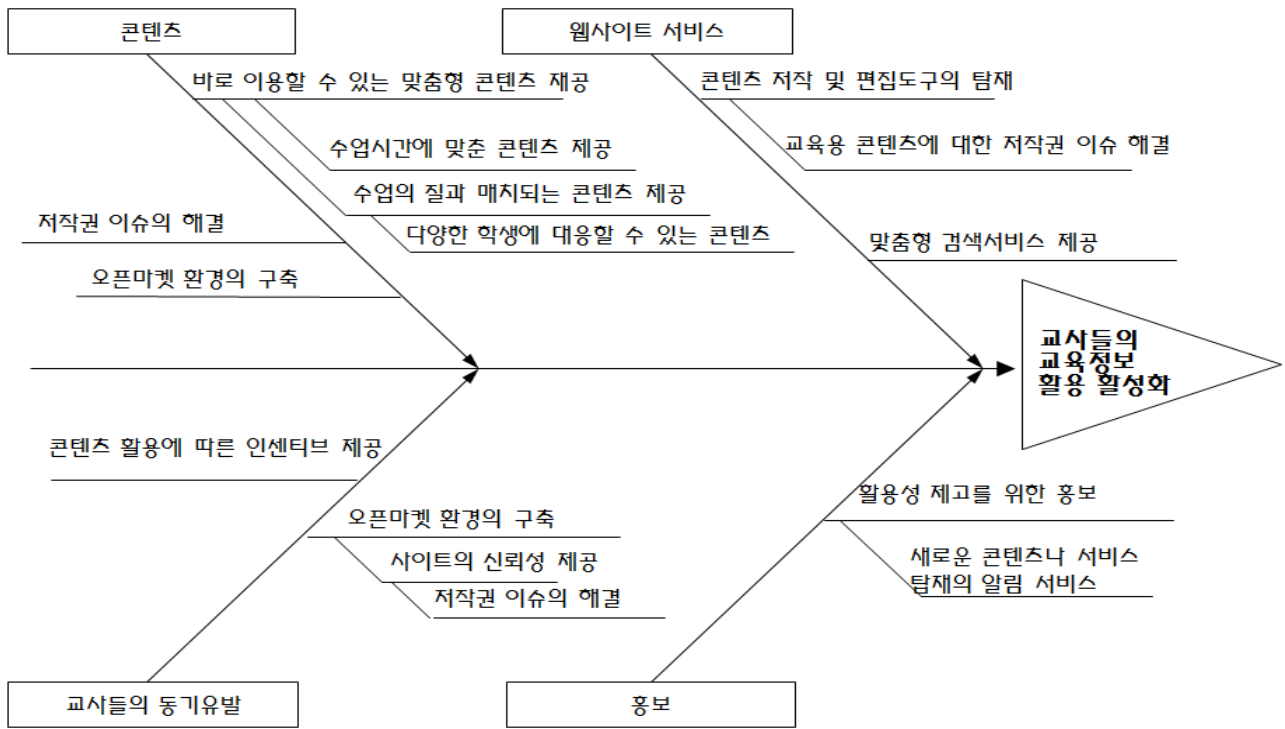 콘텐츠
웹사이트 서비스
바로 이용할 수 있는 맞춤형 콘텐츠 재공
콘텐츠 저작 및 편집도구의 탐재
수업시간에 맞춘 콘텐츠 제공
교육용 콘텐츠에 대한 저작권 이슈 해결
수업의 질과 매치되는 콘텐츠 제공
저작권 이슈의 해결
다양한 학생에 대응할 수 있는 콘텐츠
맞춤형 검색서비스 제공
오픈마켓 환경의 구축
교사들의
교육정보
활용 활성화
콘텐츠 활용에 따른 인센티브 제공
활용성 제고를 위한 홍보
오픈마켓 환경의 구축
사이트의 신뢰성 제공
새로운 콘텐츠나 서비스
탐재의 알림 서비스
저작권 이슈의 해결
교사들의 동기유발
홍보